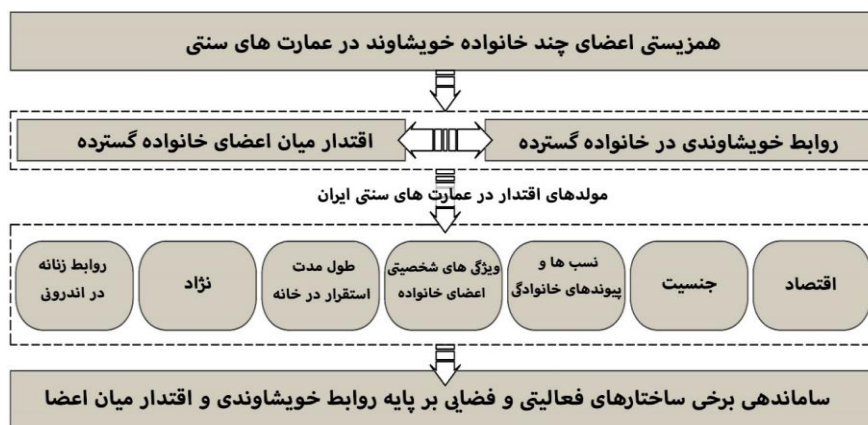 همزیستی اعضای چند خانواده خویشاوند در عمارت های سنتی
روابط خویشاوندی در خانواده گسترده
اقتدار میان اعضای خانواده گسترده
مولدهای اقتدار در عمارت های سنتی ایران
اقتصاد
جنسیت
نسب ها و
پیوندهای خانوادگی
ویژگی های شخصیتی
اعضای خانواده
طول مدت
استقرار در خانه
نژاد
روابط زنانه
در اندرونی
ساماندهی برخی ساختارهای فعالیتی و فضایی بر پایه روابط خویشاوندی و اقتدار میان اعضا